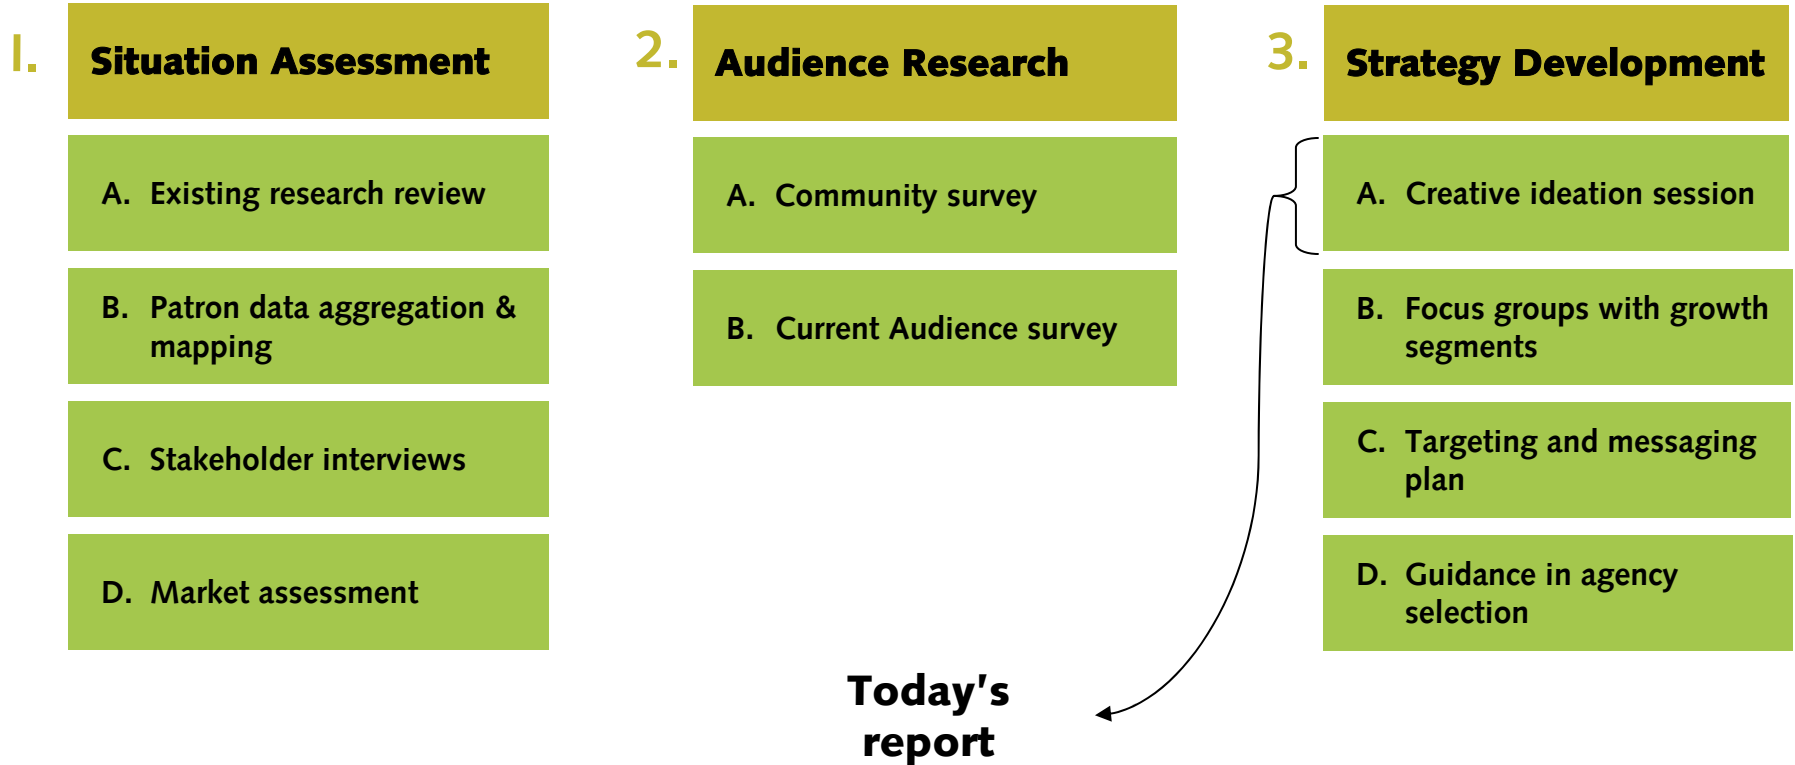 1. Situation Assessment
A. Existing research review
B. Patron data aggregation &
mapping
C. Stakeholder interviews
D. Market assessment
2. Audience Research
A. Community survey
B. Current Audience survey
3. Strategy Development
A. Creative ideation session
B. Focus groups with growth
segments
C. Targeting and messaging
plan
D. Guidance in agency
selection
Today's
report